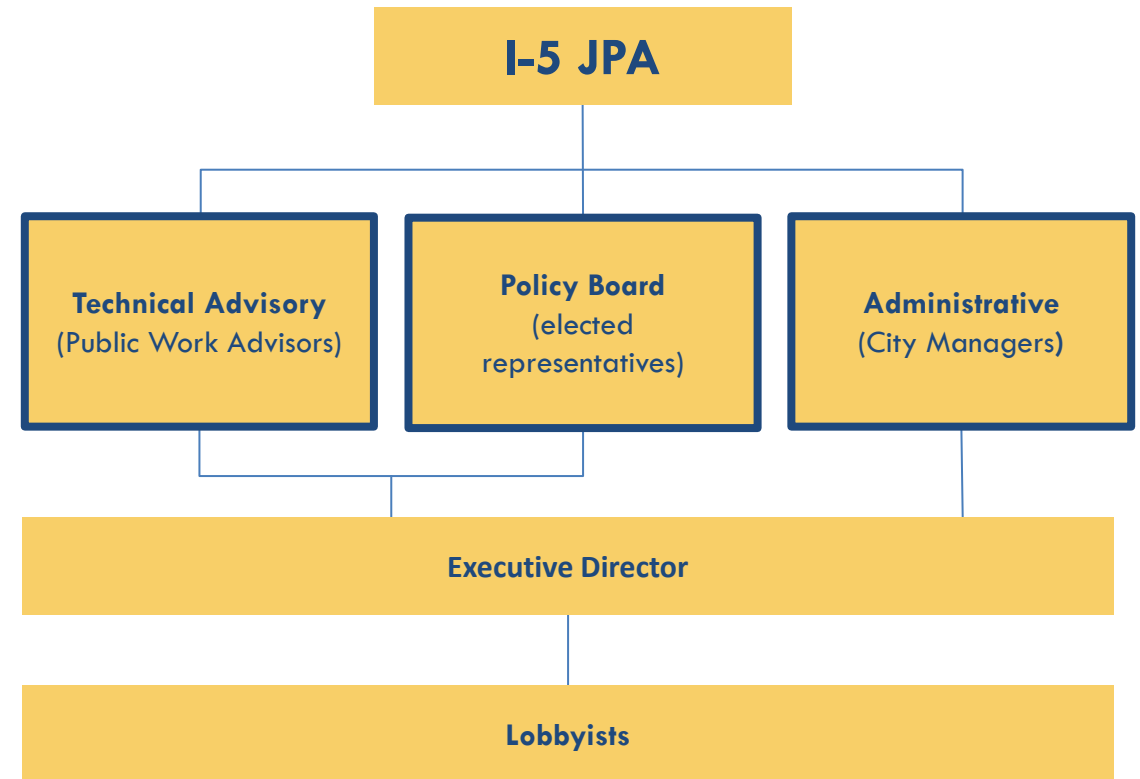 I-5 JPA
Technical Advisory
(Public Work Advisors)
Policy Board
(elected
representatives)
Administrative
(City Managers)
Executive Director
Lobbyists